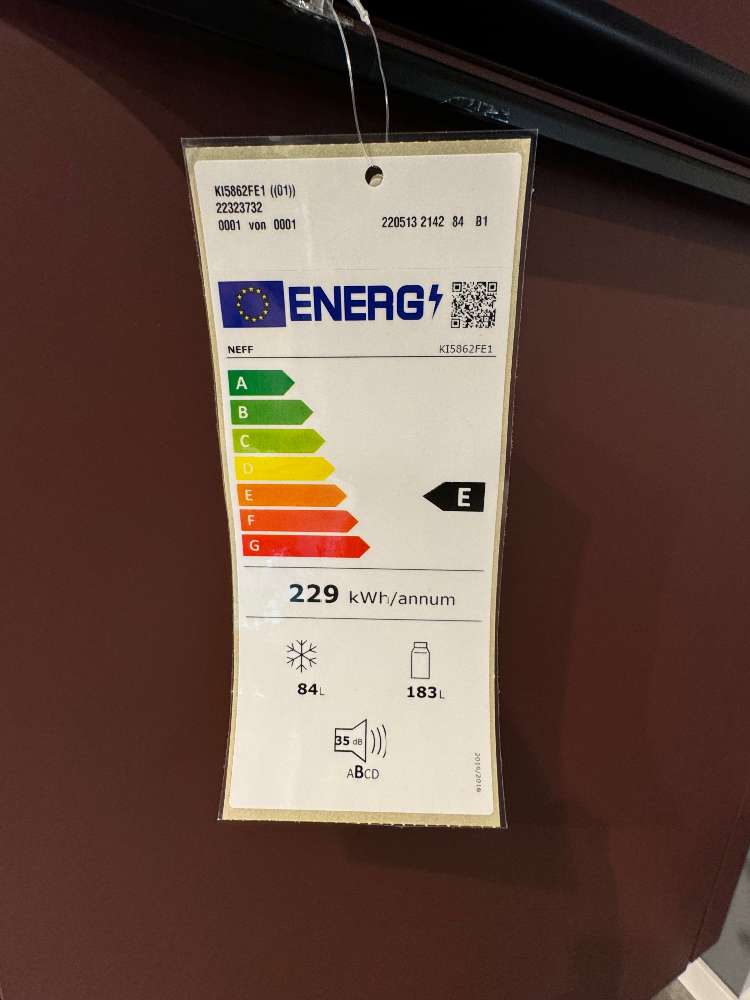 KI5862FE1 ((01))
22323732
0001 von 0001 220513 2142 84 B1
ENERG
NEFF KI5862FE1
A
B
C
D
E
E
F
G
229 kWh/annum
84L 183L
35 dB
ABCD
2019/2016